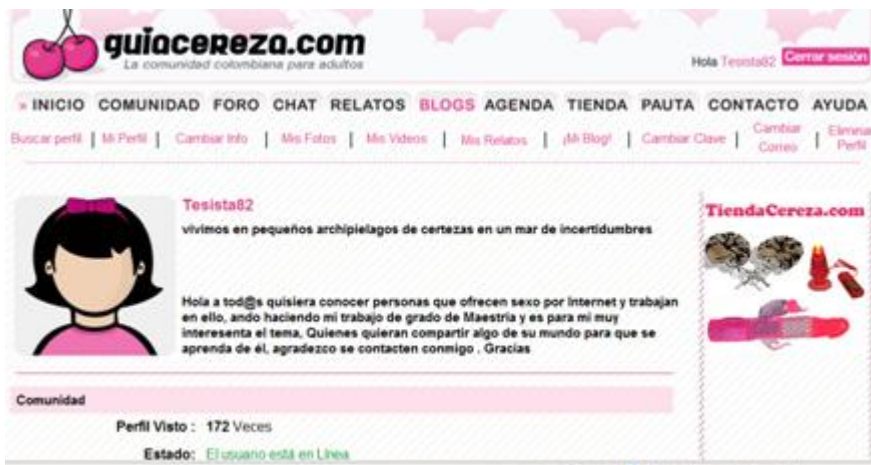 guiacereza.com
La comunidad colombiana para adultos
Hola Tesista82 Cerrar sesión
» INICIO COMUNIDAD FORO CHAT RELATOS BLOGS AGENDA TIENDA PAUTA CONTACTO AYUDA
Buscar perfil | Mi Perfil | Cambiar Info | Mis Fotos | Mis Videos | Mis Relatos | ¡Mi Blog! | Cambiar Clave | Cambiar Correo | Elimina Perfil
Tesista82
vivimos en pequeños archipielagos de certezas en un mar de incertidumbres
TiendaCereza.com
Hola a tod@s quisiera conocer personas que ofrecen sexo por Internet y trabajan
en ello, ando haciendo mi trabajo de grado de Maestria y es para mi muy
interesenta el tema, Quienes quieran compartir algo de su mundo para que se
aprenda de él, agradezco se contacten conmigo . Gracias
Comunidad
Perfil Visto : 172 Veces
Estado: El usuario está en Línea